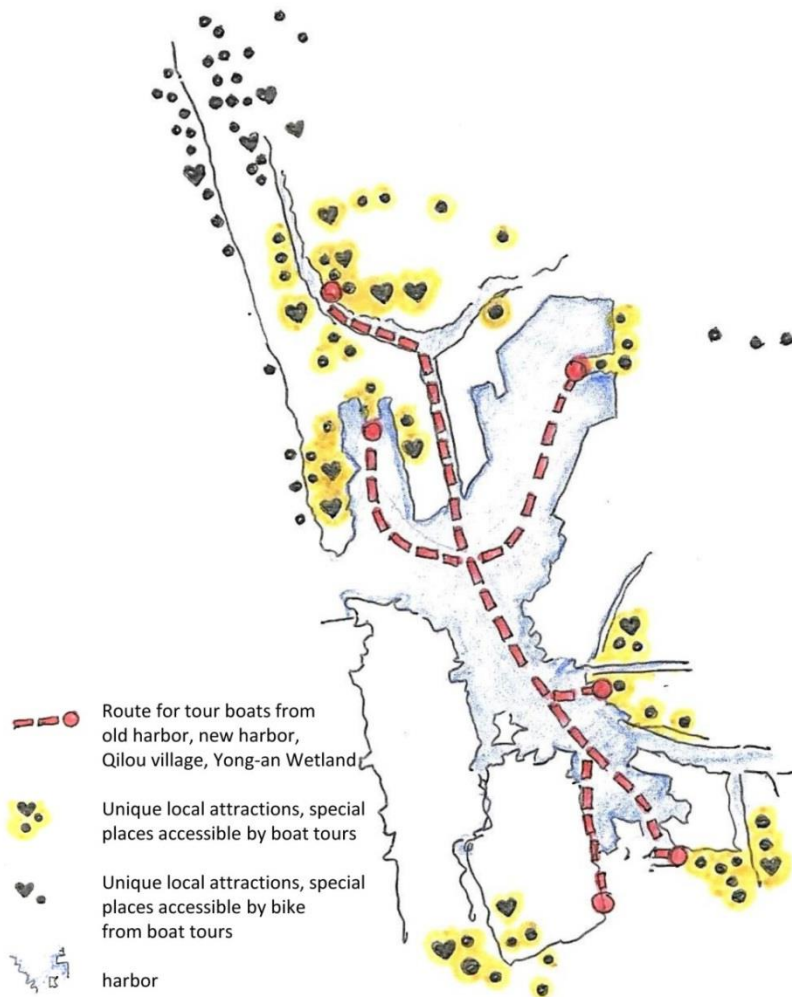 Route for tour boats from
old harbor, new harbor,
Qilou village, Yong-an Wetland
Unique local attractions, special
places accessible by boat tours
Unique local attractions, special
places accessible by bike
from boat tours
harbor